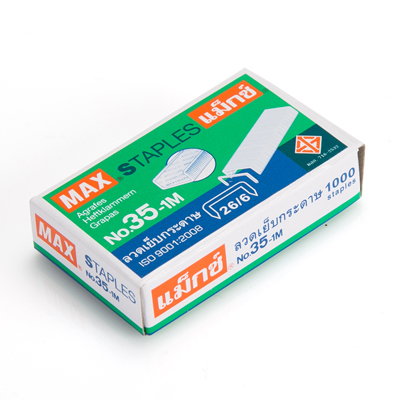 MAX
STAPLES
แม็กซ์
Agrafes
Heftklammern
Grapas
No.35-1M
26/6
ลวดเย็บกระดาษ
ISO 9001:2008
MAX
STAPLES
No.35-1M
แม็กซ์
ลวดเย็บกระดาษ 1000
No.35-1M staples